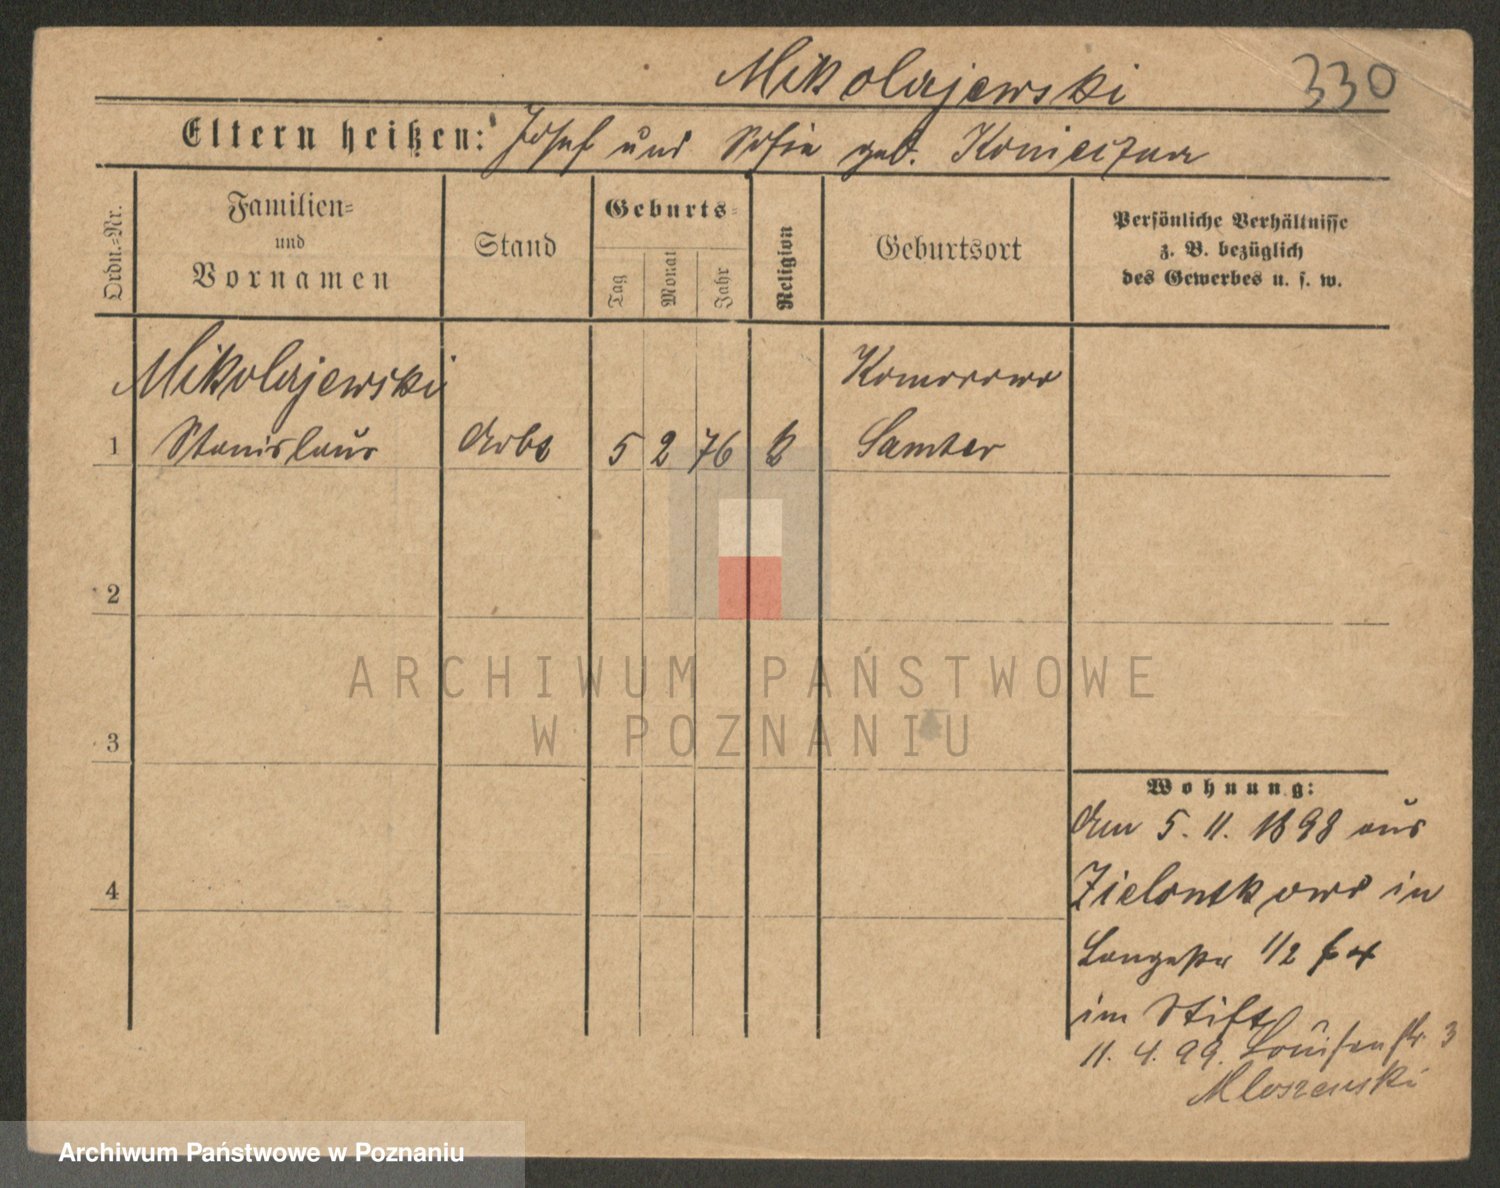 Mikolajewski 330
Eltern heißen: Josef und Sofia geb. Konieczna
Ordn.=Nr.
Familien=
und
Vornamen
Stand
Geburts=
Tag
Monat
Jahr
Religion
Geburtsort
Persönliche Verhältnisse
z. B. bezüglich
des Gewerbes u. s. w.
Mikolajewski Komorowo
1 Stanislaus Arbt 5 2 76 k Samter
2
3
4
ARCHIWUM PAŃSTWOWE
W POZNANIU
Wohnung:
Am 5. 11. 1898 aus
in
Langestr 1/2
im Stift
11. 4. 99. Louisenstr 3
Mloszewski
Archiwum Państwowe w Poznaniu